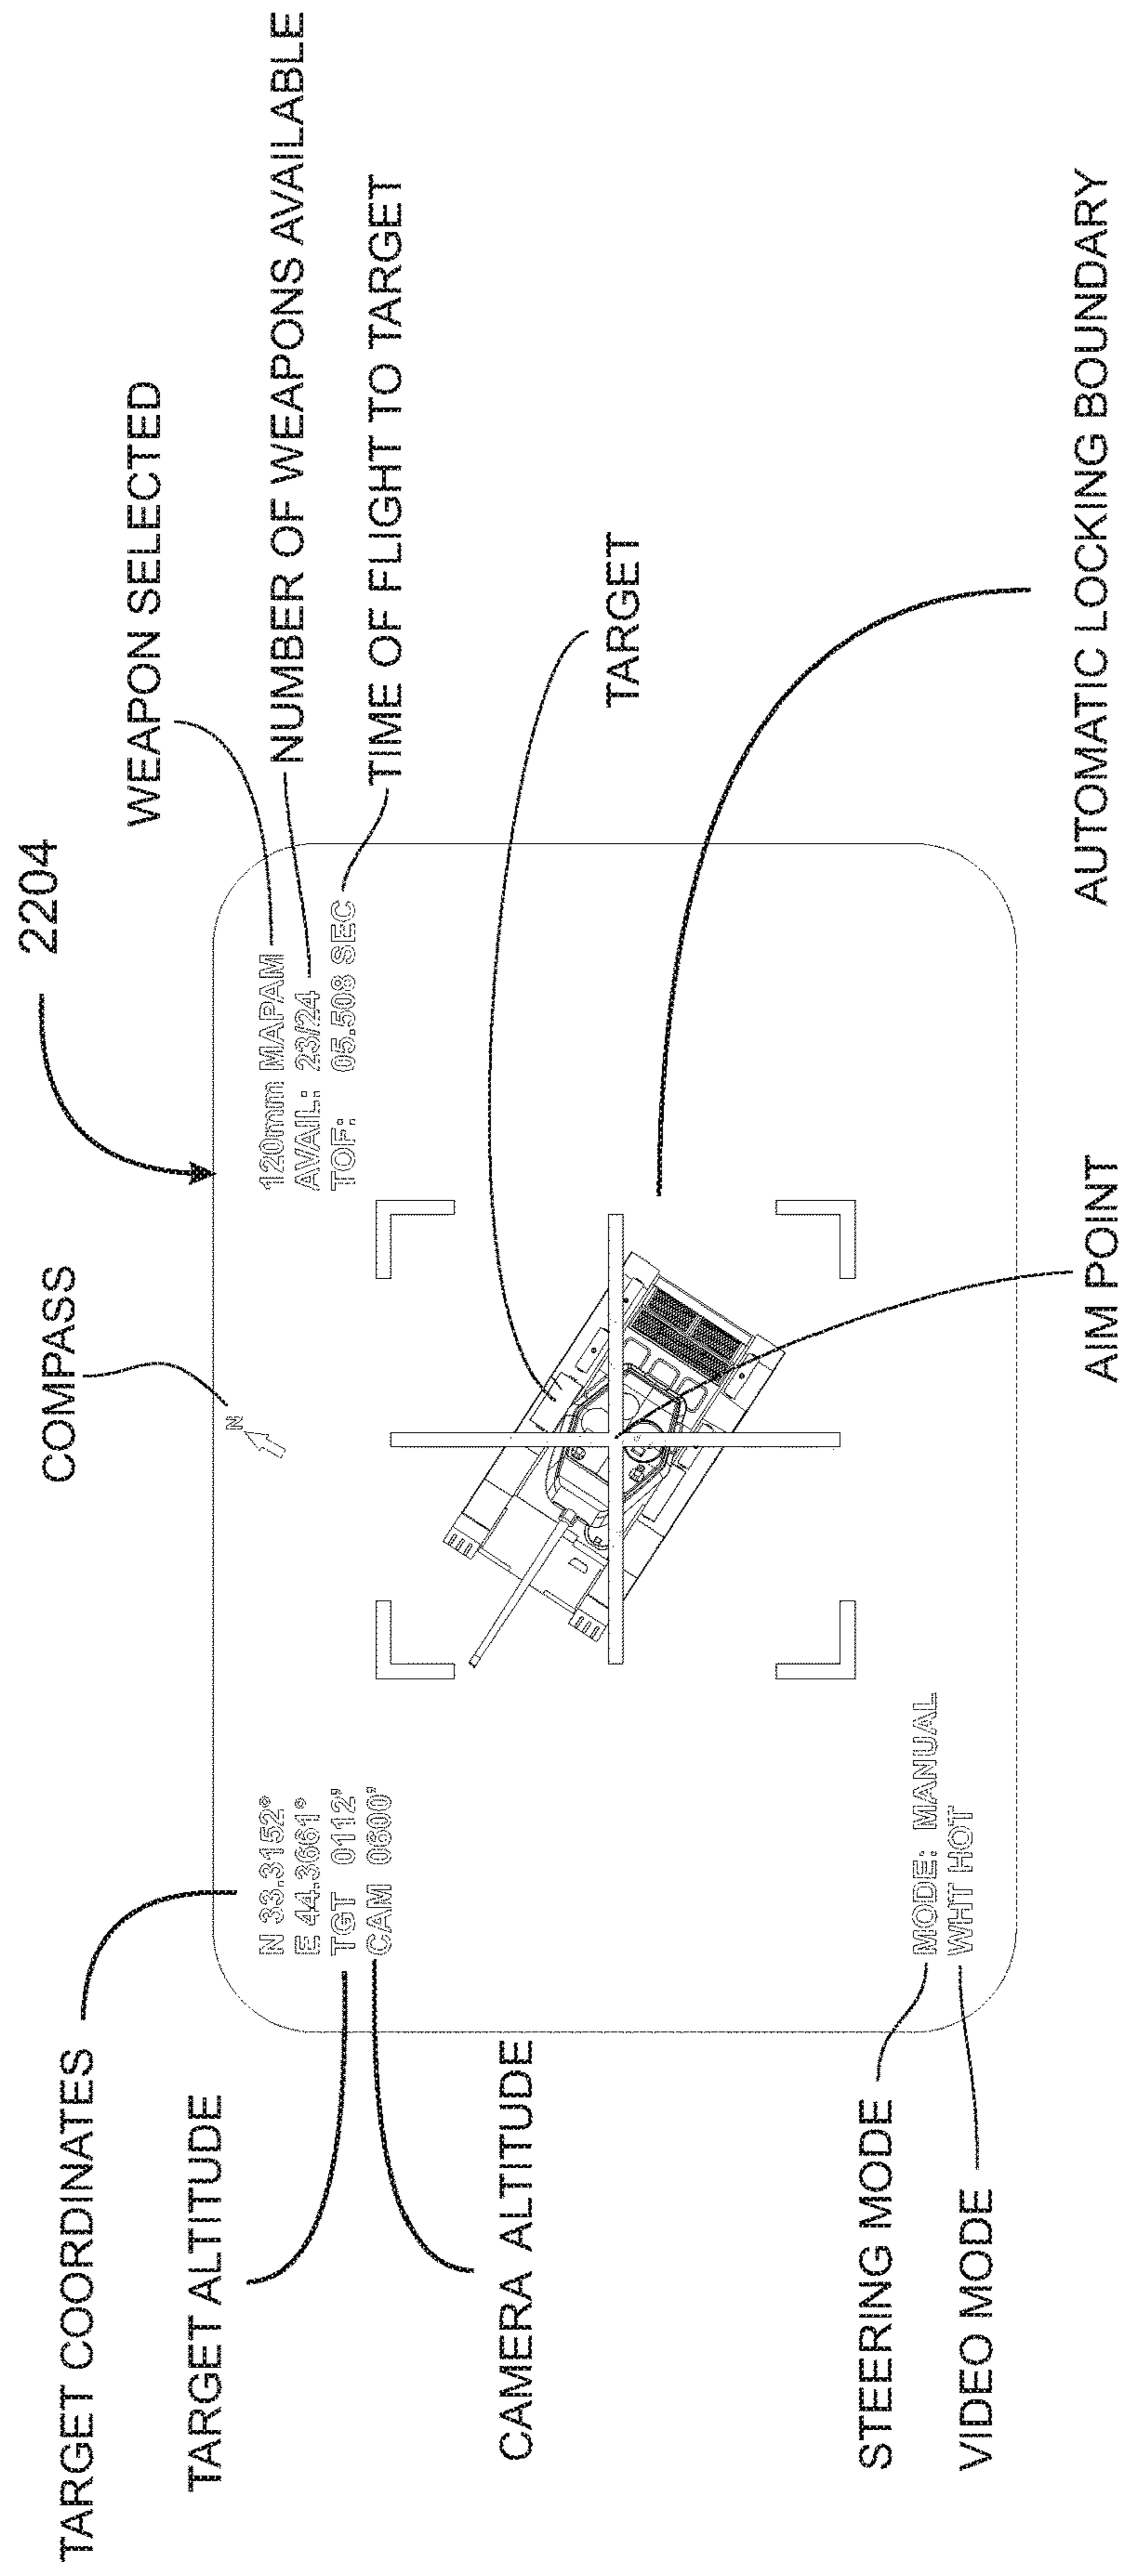 2204
COMPASS
TARGET COORDINATES
TARGET ALTITUDE
CAMERA ALTITUDE
STEERING MODE
VIDEO MODE
N 33.3152°
E 44.3661°
TGT 0112'
CAM 0600'
N
120mm MAPAM
AVAIL: 23/24
TOF: 05.508 SEC
MODE: MANUAL
WHT HOT
WEAPON SELECTED
NUMBER OF WEAPONS AVAILABLE
TIME OF FLIGHT TO TARGET
TARGET
AIM POINT
AUTOMATIC LOCKING BOUNDARY